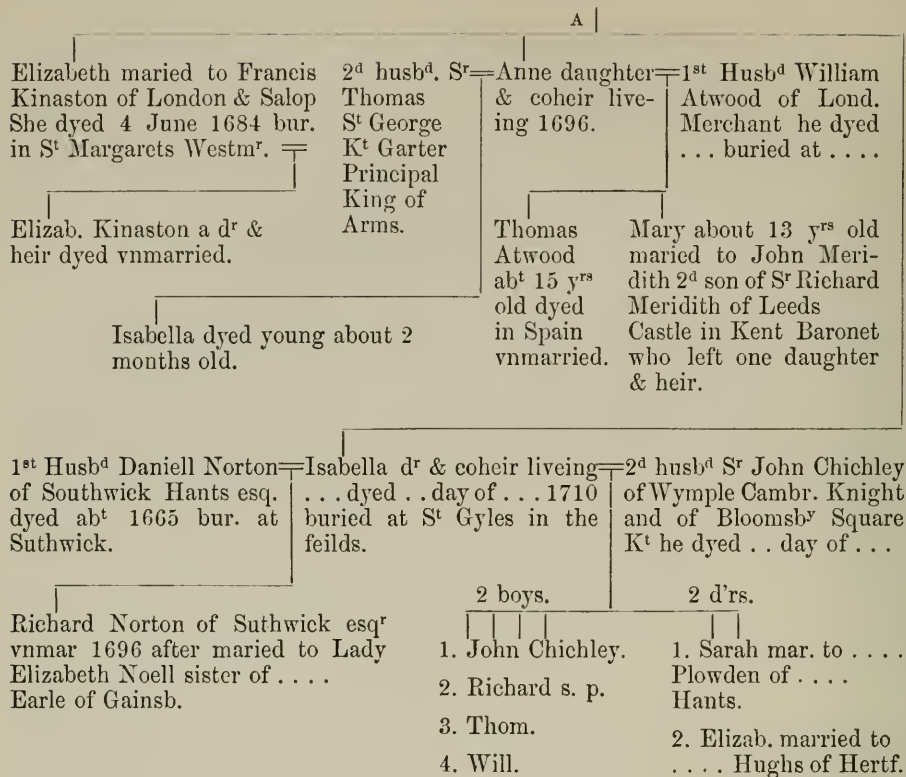 A
Elizabeth maried to Francis
Kinaston of London & Salop
She dyed 4 June 1684 bur.
in Sᵗ Margarets Westmʳ.
Elizab. Kinaston a dʳ &
heir dyed vnmarried.
2ᵈ husbᵈ. Sʳ
Thomas
Sᵗ George
Kᵗ Garter
Principal
King of
Arms.
Anne daughter
& coheir live-
ing 1696.
1ˢᵗ Husbᵈ William
Atwood of Lond.
Merchant he dyed
. . . buried at . . . .
Isabella dyed young about 2
months old.
Thomas
Atwood
abᵗ 15 yʳˢ
old dyed
in Spain
vnmarried.
Mary about 13 yʳˢ old
maried to John Meri-
dith 2ᵈ son of Sʳ Richard
Meridith of Leeds
Castle in Kent Baronet
who left one daughter
& heir.
1ˢᵗ Husbᵈ Daniell Norton
of Southwick Hants esq.
dyed abᵗ 1665 bur. at
Suthwick.
Isabella dʳ & coheir liveing
. . . dyed . . day of . . . 1710
buried at Sᵗ Gyles in the
feilds.
2ᵈ husbᵈ Sʳ John Chichley
of Wymple Cambr. Knight
and of Bloomsbʸ Square
Kᵗ he dyed . . day of . . .
Richard Norton of Suthwick esqʳ
vnmar 1696 after maried to Lady
Elizabeth Noell sister of . . . .
Earle of Gainsb.
2 boys.
1. John Chichley.
2. Richard s. p.
3. Thom.
4. Will.
2 d'rs.
1. Sarah mar. to . . . .
Plowden of . . . .
Hants.
2. Elizab. married to
. . . . Hughs of Hertf.